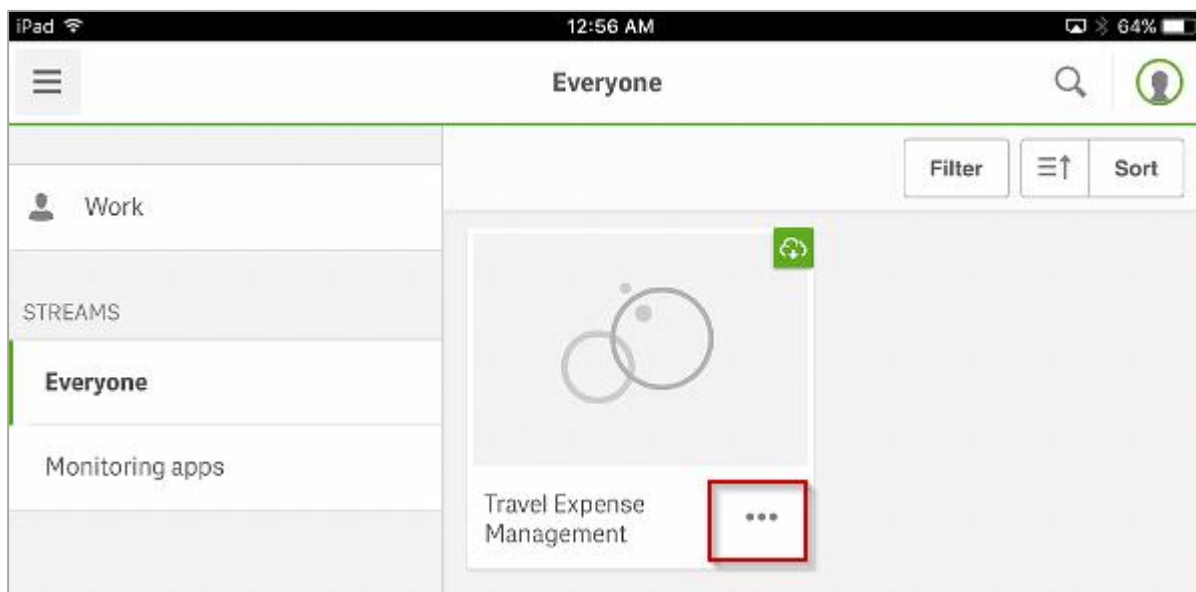 iPad 12:56 AM 64%
Everyone
Filter Sort
Work
STREAMS
Everyone
Monitoring apps
Travel Expense
Management